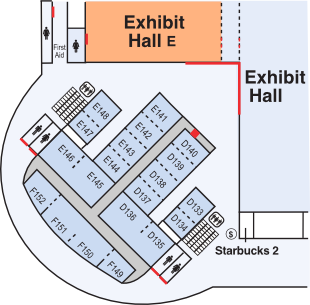 Exhibit
Hall E
First
Aid
Exhibit
Hall
E148
E147
E141
E142
E143
E144
E146
E145
D140
D139
D138
D137
D136
D135
D133
D134
F152
F151
F150
F149
$
Starbucks 2